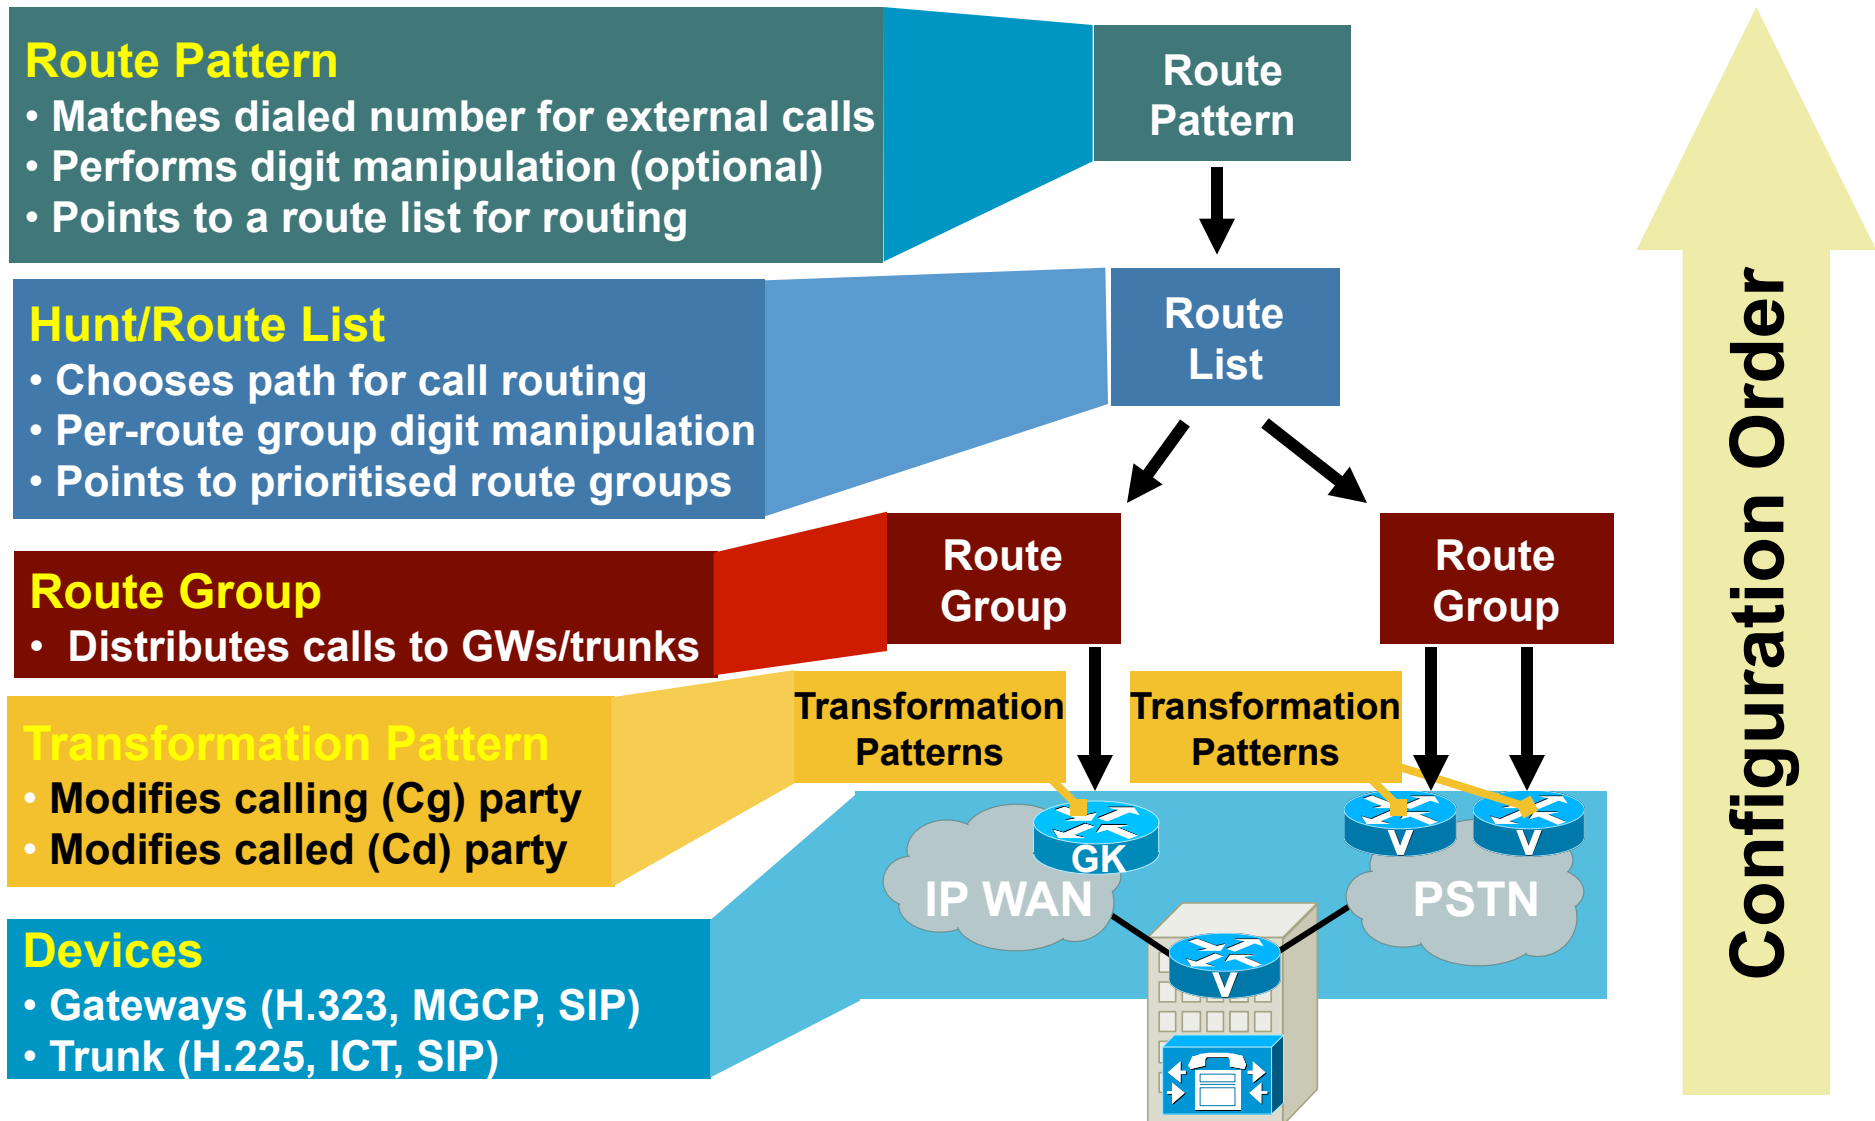 Route Pattern
• Matches dialed number for external calls
• Performs digit manipulation (optional)
• Points to a route list for routing
Route
Pattern
Hunt/Route List
• Chooses path for call routing
• Per-route group digit manipulation
• Points to prioritised route groups
Route
List
Route Group
• Distributes calls to GWs/trunks
Route
Group
Route
Group
Transformation Pattern
• Modifies calling (Cg) party
• Modifies called (Cd) party
Transformation
Patterns
Transformation
Patterns
Devices
• Gateways (H.323, MGCP, SIP)
• Trunk (H.225, ICT, SIP)
GK
IP WAN
V
V
PSTN
V
Configuration Order